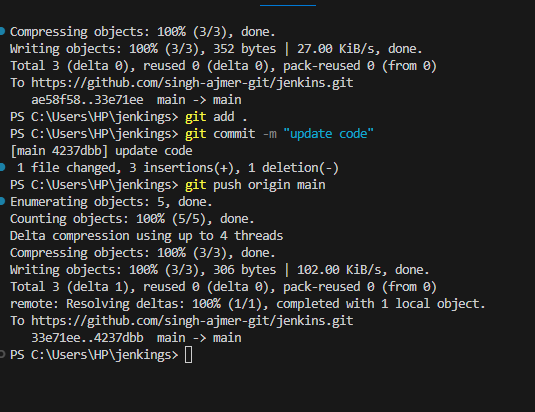 Compressing objects: 100% (3/3), done.
Writing objects: 100% (3/3), 352 bytes | 27.00 KiB/s, done.
Total 3 (delta 0), reused 0 (delta 0), pack-reused 0 (from 0)
To https://github.com/singh-ajmer-git/jenkins.git
   ae58f58..33e71ee  main -> main
PS C:\Users\HP\jenkings> git add .
PS C:\Users\HP\jenkings> git commit -m "update code"
[main 4237dbb] update code
 1 file changed, 3 insertions(+), 1 deletion(-)
PS C:\Users\HP\jenkings> git push origin main
Enumerating objects: 5, done.
Counting objects: 100% (5/5), done.
Delta compression using up to 4 threads
Compressing objects: 100% (3/3), done.
Writing objects: 100% (3/3), 306 bytes | 102.00 KiB/s, done.
Total 3 (delta 1), reused 0 (delta 0), pack-reused 0 (from 0)
remote: Resolving deltas: 100% (1/1), completed with 1 local object.
To https://github.com/singh-ajmer-git/jenkins.git
   33e71ee..4237dbb  main -> main
PS C:\Users\HP\jenkings>